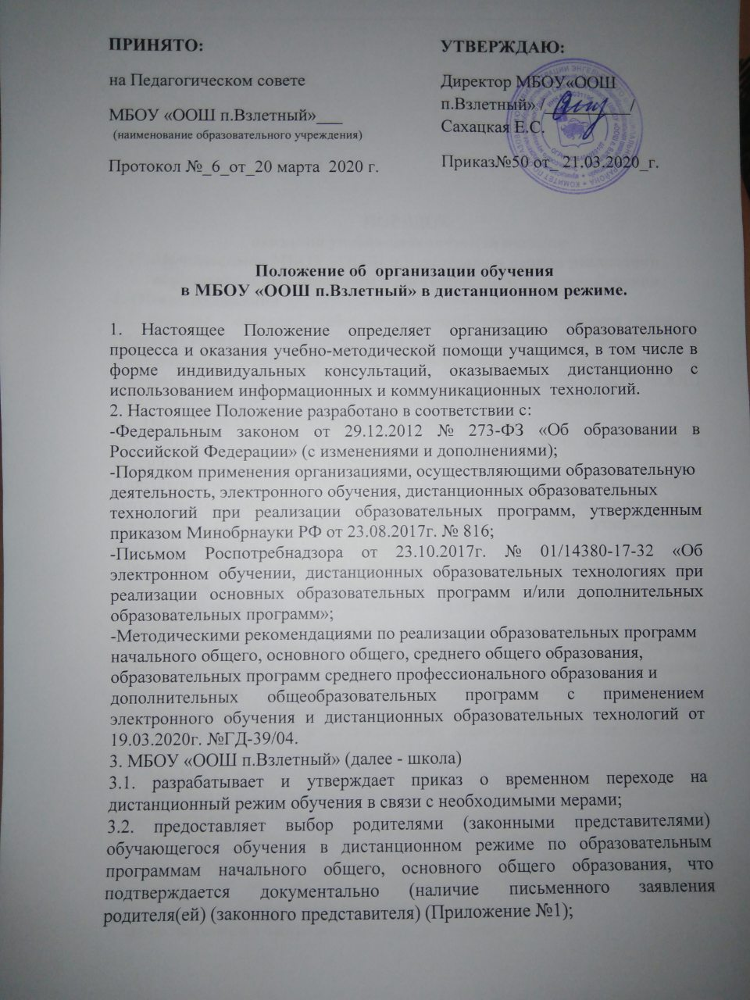 ПРИНЯТО:
на Педагогическом совете
МБОУ «ООШ п.Взлетный»___
(наименование образовательного учреждения)
Протокол №_6_от_20 марта 2020 г.
УТВЕРЖДАЮ:
Директор МБОУ«ООШ
п.Взлетный» /__________/
Сахацкая Е.С.
Приказ№50 от_ 21.03.2020_г.
Положение об организации обучения
в МБОУ «ООШ п.Взлетный» в дистанционном режиме.
1. Настоящее Положение определяет организацию образовательного
процесса и оказания учебно-методической помощи учащимся, в том числе в
форме индивидуальных консультаций, оказываемых дистанционно с
использованием информационных и коммуникационных технологий.
2. Настоящее Положение разработано в соответствии с:
-Федеральным законом от 29.12.2012 № 273-ФЗ «Об образовании в
Российской Федерации» (с изменениями и дополнениями);
-Порядком применения организациями, осуществляющими образовательную
деятельность, электронного обучения, дистанционных образовательных
технологий при реализации образовательных программ, утвержденным
приказом Минобрнауки РФ от 23.08.2017г. № 816;
-Письмом Роспотребнадзора от 23.10.2017г. № 01/14380-17-32 «Об
электронном обучении, дистанционных образовательных технологиях при
реализации основных образовательных программ и/или дополнительных
образовательных программ»;
-Методическими рекомендациями по реализации образовательных программ
начального общего, основного общего, среднего общего образования,
образовательных программ среднего профессионального образования и
дополнительных общеобразовательных программ с применением
электронного обучения и дистанционных образовательных технологий от
19.03.2020г. №ГД-39/04.
3. МБОУ «ООШ п.Взлетный» (далее - школа)
3.1. разрабатывает и утверждает приказ о временном переходе на
дистанционный режим обучения в связи с необходимыми мерами;
3.2. предоставляет выбор родителями (законными представителями)
обучающегося обучения в дистанционном режиме по образовательным
программам начального общего, основного общего образования, что
подтверждается документально (наличие письменного заявления
родителя(ей) (законного представителя) (Приложение №1);